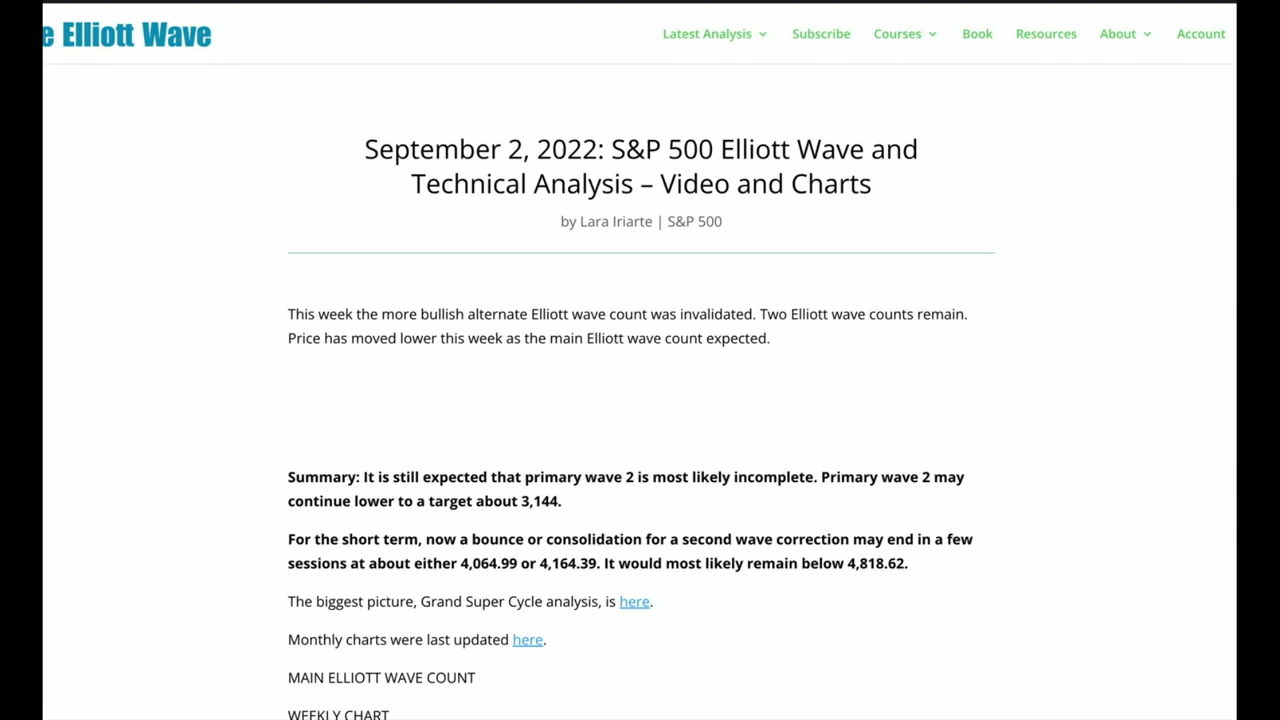 e Elliott Wave
Latest Analysis
Subscribe
Courses
Book
Resources
About
Account
September 2, 2022: S&P 500 Elliott Wave and
Technical Analysis – Video and Charts
by Lara Iriarte | S&P 500
This week the more bullish alternate Elliott wave count was invalidated. Two Elliott wave counts remain.
Price has moved lower this week as the main Elliott wave count expected.
Summary: It is still expected that primary wave 2 is most likely incomplete. Primary wave 2 may
continue lower to a target about 3,144.
For the short term, now a bounce or consolidation for a second wave correction may end in a few
sessions at about either 4,064.99 or 4,164.39. It would most likely remain below 4,818.62.
The biggest picture, Grand Super Cycle analysis, is here.
Monthly charts were last updated here.
MAIN ELLIOTT WAVE COUNT
WEEKLY CHART